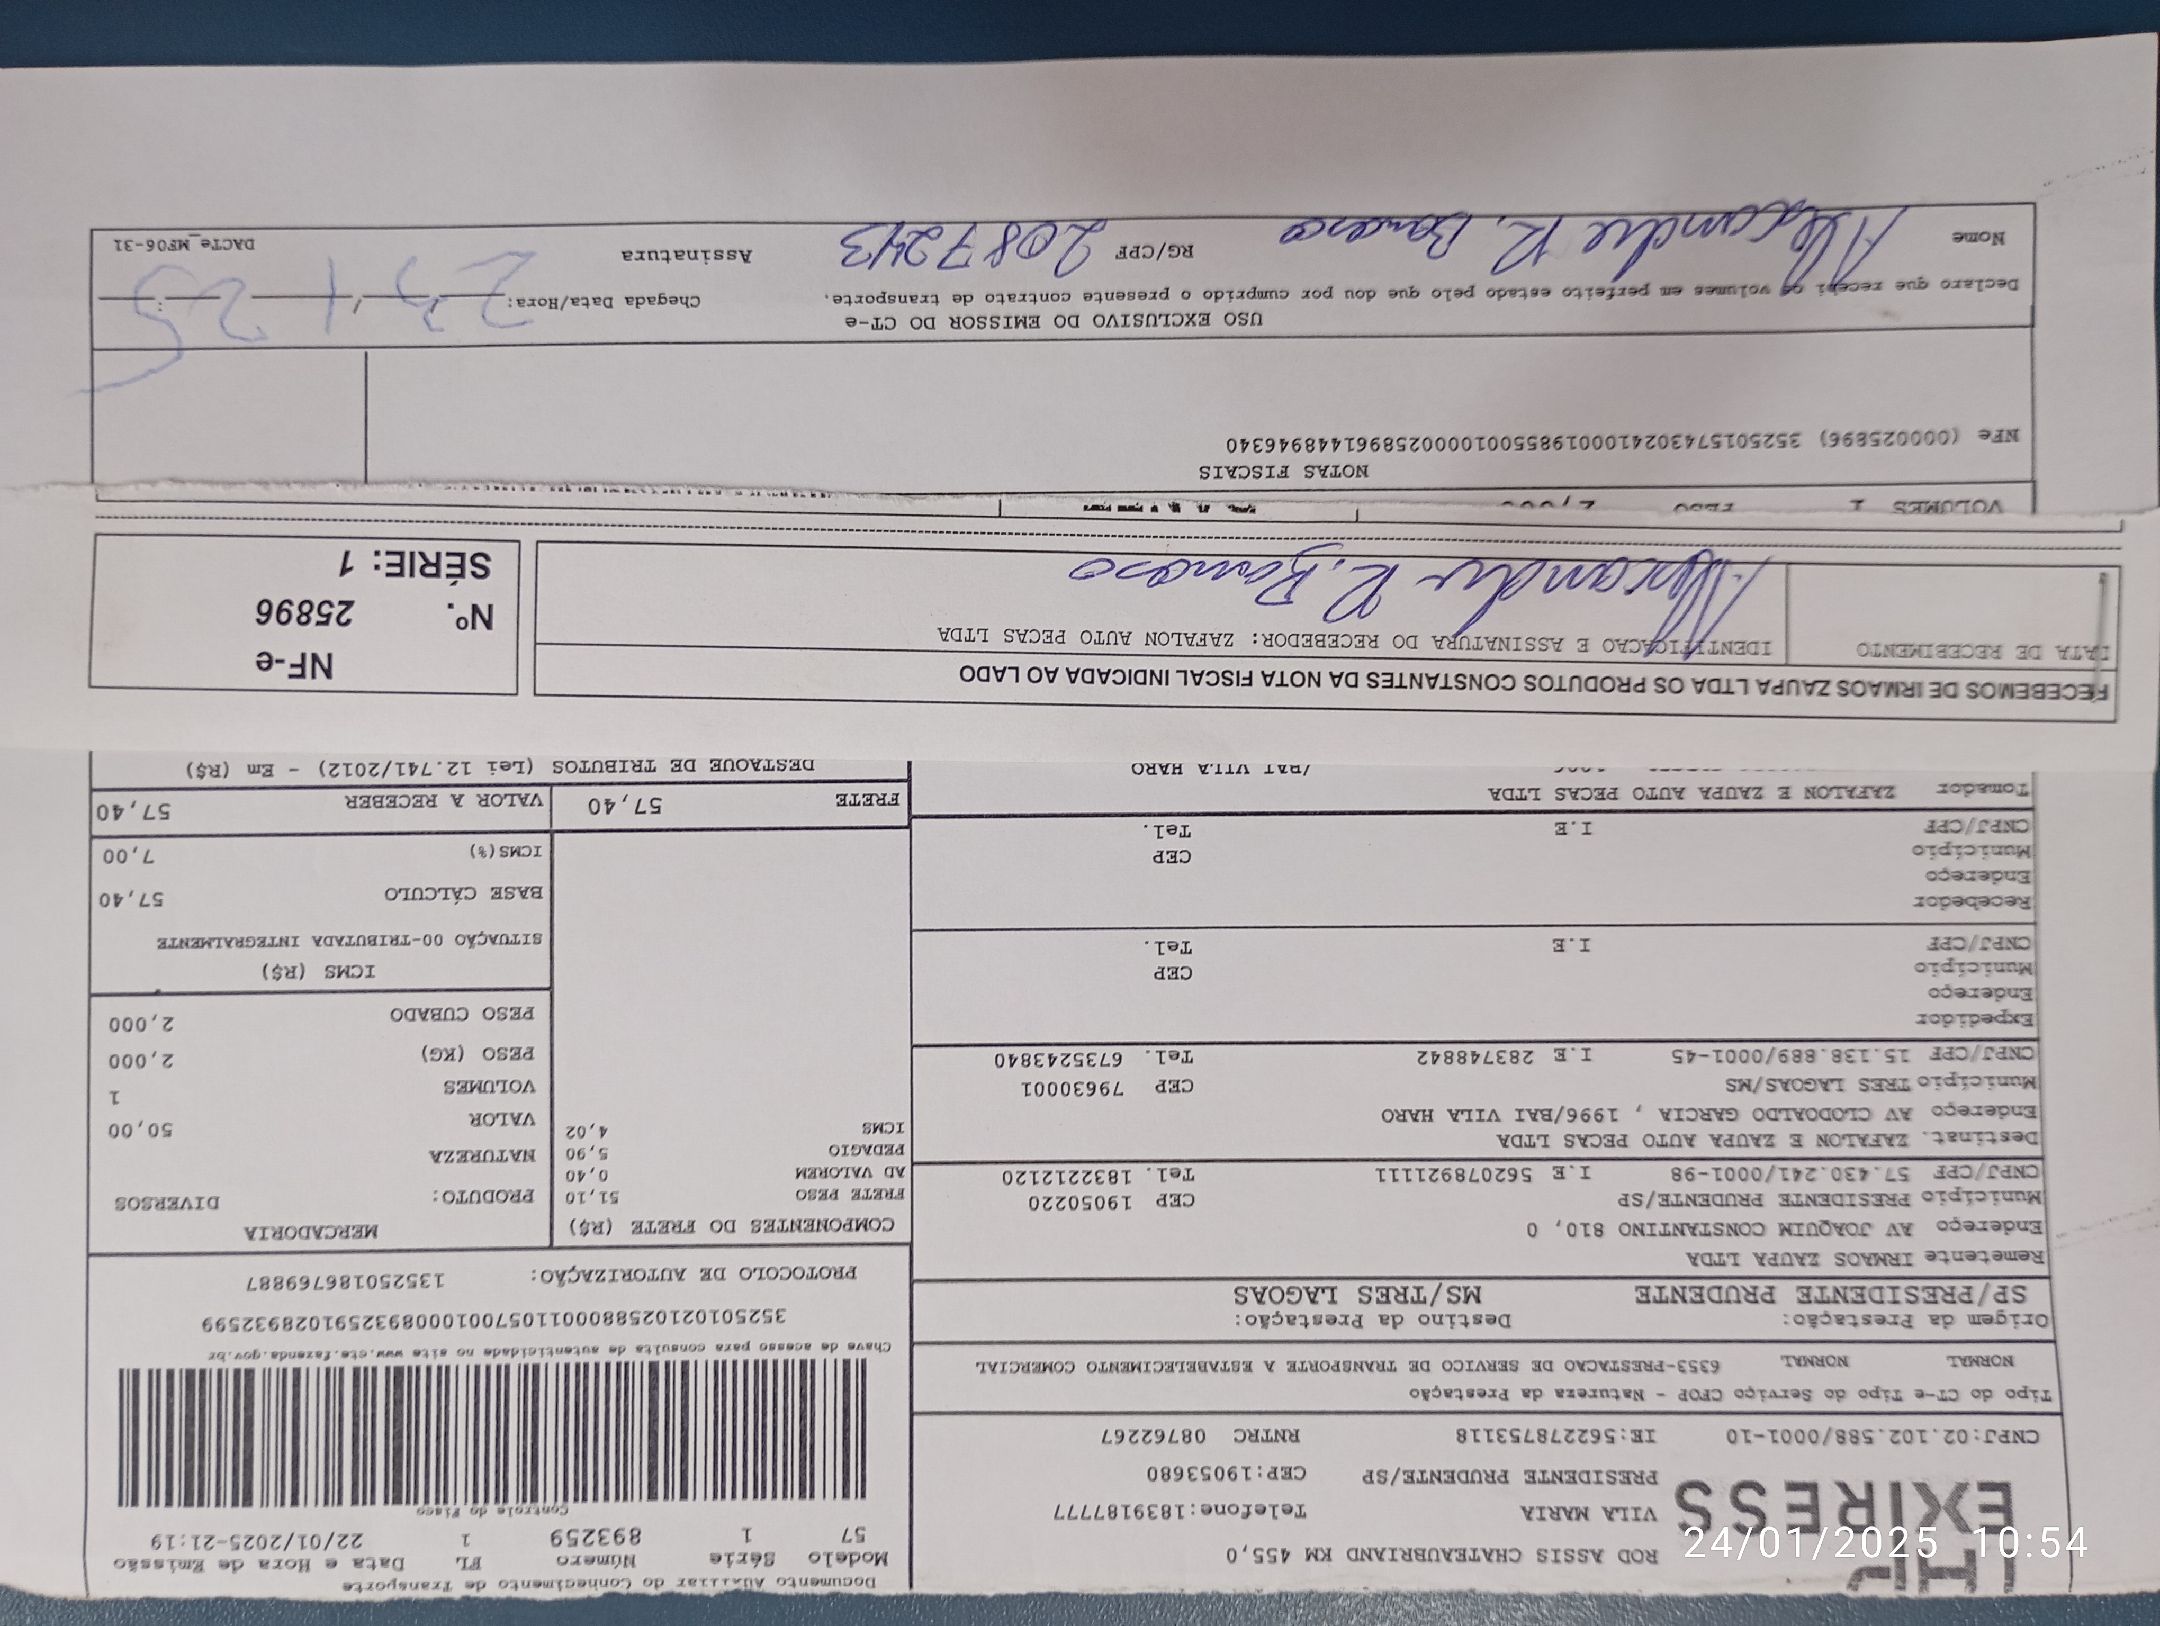 Documento Auxiliar do Conhecimento de Transporte
Modelo Série Número FL Data e Hora de Emissão
57 1 893259 1 22/01/2025-21:19
Controle do Fisco
Chave de acesso para consulta de autenticidade no site www.cte.fazenda.gov.br
35250102102588000110570010008932591028932599
PROTOCOLO DE AUTORIZAÇÃO: 135250186769887
EXPRESS
ROD ASSIS CHATEAUBRIAND KM 455,0
VILA MARIA Telefone:1839187777
PRESIDENTE PRUDENTE/SP CEP:19053680
CNPJ:02.102.588/0001-10 IE:562278753118 RNTRC 08762267
Tipo do CT-e Tipo do Serviço CFOP - Natureza da Prestação
NORMAL NORMAL 6353-PRESTACAO DE SERVICO DE TRANSPORTE A ESTABELECIMENTO COMERCIAL
Origem da Prestação: Destino da Prestação:
SP/PRESIDENTE PRUDENTE MS/TRES LAGOAS
Remetente IRMAOS ZAUPA LTDA
Endereço AV JOAQUIM CONSTANTINO 810, 0
Município PRESIDENTE PRUDENTE/SP CEP 19050220
CNPJ/CPF 57.430.241/0001-98 I.E 562078921111 Tel. 1832212120
Destinat. ZAFALON E ZAUPA AUTO PECAS LTDA
Endereço AV CLODOALDO GARCIA , 1996/BAI VILA HARO
Município TRES LAGOAS/MS CEP 79630001
CNPJ/CPF 15.138.889/0001-45 I.E 283748842 Tel. 6735243840
Expedidor
Endereço
Município CEP
CNPJ/CPF I.E Tel.
Recebedor
Endereço
Município CEP
CNPJ/CPF I.E Tel.
Tomador ZAFALON E ZAUPA AUTO PECAS LTDA
/BAI VILA HARO
COMPONENTES DO FRETE (R$)
FRETE PESO 51,10
AD VALOREM 0,40
PEDAGIO 5,90
ICMS 4,02
FRETE 57,40
MERCADORIA
PRODUTO: DIVERSOS
NATUREZA
VALOR 50,00
VOLUMES 1
PESO (KG) 2,000
PESO CUBADO 2,000
ICMS (R$)
SITUAÇÃO 00-TRIBUTADA INTEGRALMENTE
BASE CÁLCULO 57,40
ICMS(%) 7,00
VALOR A RECEBER 57,40
DESTAQUE DE TRIBUTOS (Lei 12.741/2012) - Em (R$)
RECEBEMOS DE IRMAOS ZAUPA LTDA OS PRODUTOS CONSTANTES DA NOTA FISCAL INDICADA AO LADO
DATA DE RECEBIMENTO
IDENTIFICACAO E ASSINATURA DO RECEBEDOR: ZAFALON AUTO PECAS LTDA
Alexandre R.
NF-e
Nº. 25896
SÉRIE: 1
VOLUMES 1 PESO
NOTAS FISCAIS
NFe (000025896) 35250157430241000198550010000258961448946340
USO EXCLUSIVO DO EMISSOR DO CT-e
Declaro que recebi os volumes em perfeito estado pelo que dou por cumprido o presente contrato de transporte.
Chegada Data/Hora: 23/1 25
Nome Alexandre R. RG/CPF 2087243 Assinatura
DACTe_MF06-31
24/01/2025 10:54